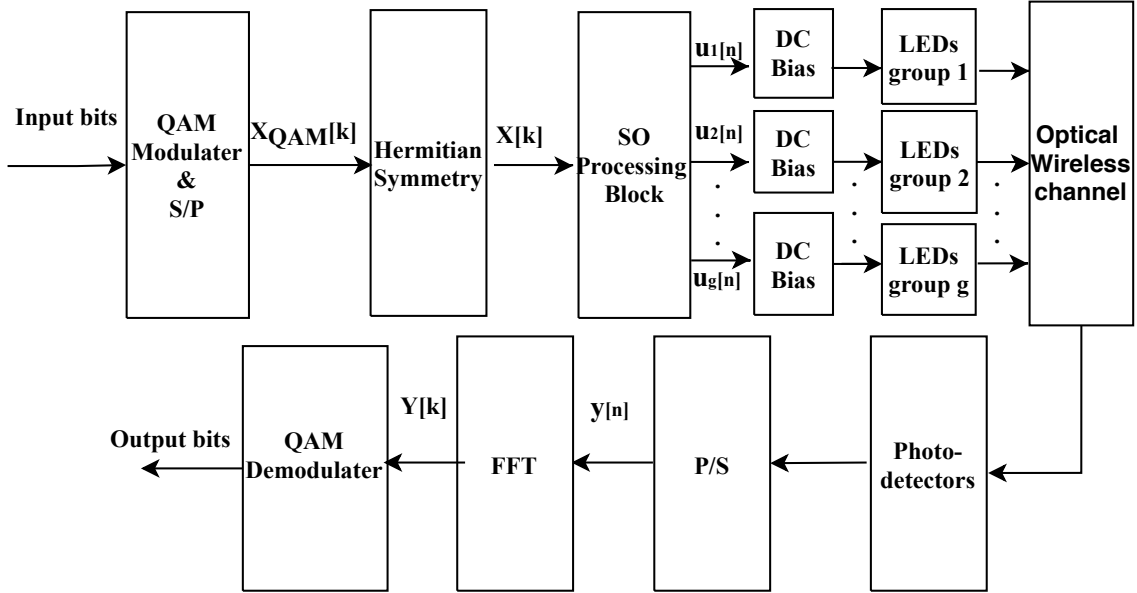 Input bits
QAM
Modulater
&
S/P
X_QAM[k]
Hermitian
Symmetry
X[k]
SO
Processing
Block
u1[n]
DC
Bias
LEDs
group 1
u2[n]
DC
Bias
LEDs
group 2
ug[n]
DC
Bias
LEDs
group g
Optical
Wireless
channel
Output bits
QAM
Demodulater
Y[k]
FFT
y[n]
P/S
Photo-
detectors